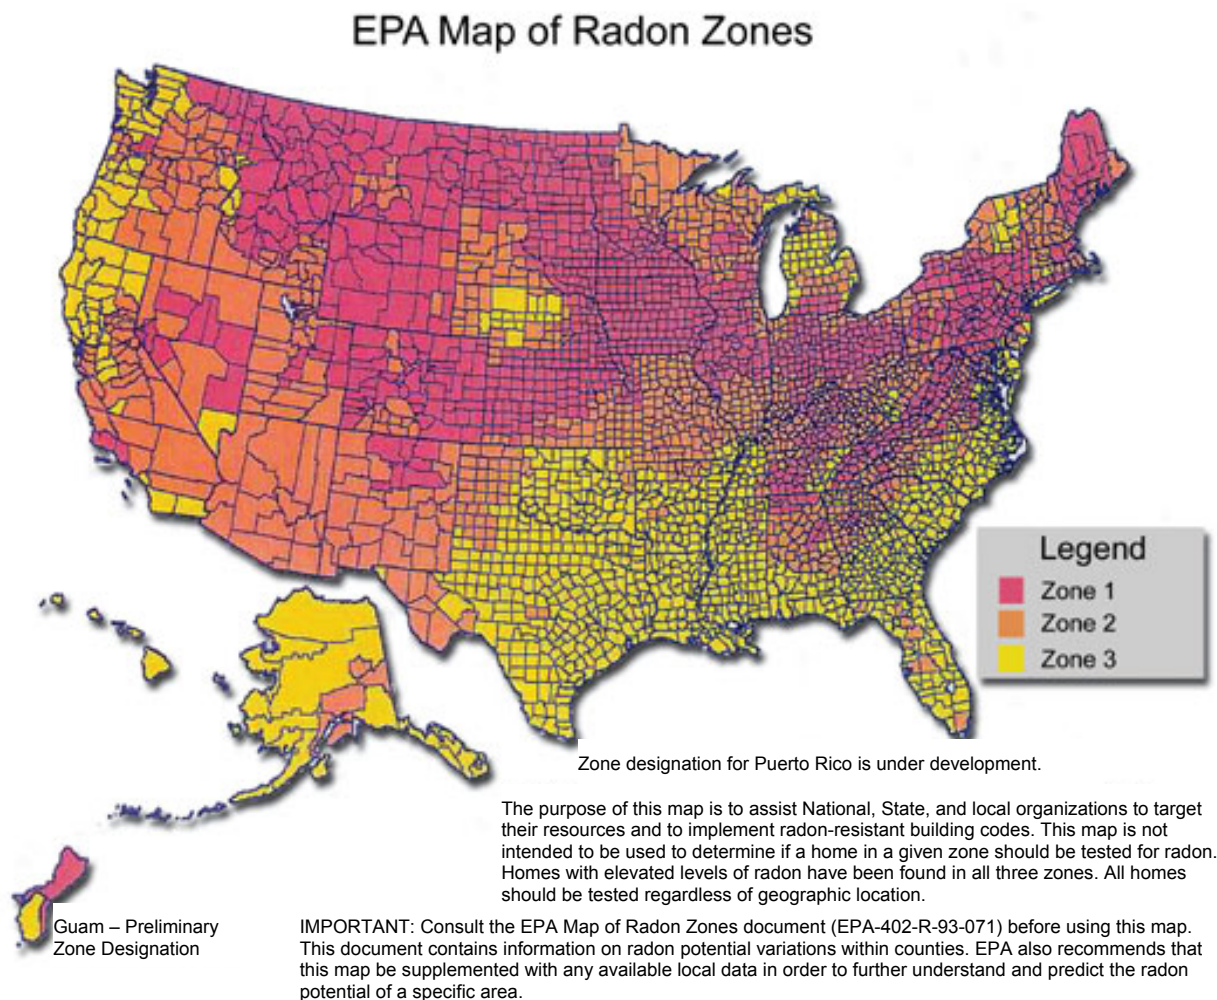 EPA Map of Radon Zones
Legend
Zone 1
Zone 2
Zone 3
Zone designation for Puerto Rico is under development.
The purpose of this map is to assist National, State, and local organizations to target
their resources and to implement radon-resistant building codes. This map is not
intended to be used to determine if a home in a given zone should be tested for radon.
Homes with elevated levels of radon have been found in all three zones. All homes
should be tested regardless of geographic location.
Guam – Preliminary
Zone Designation
IMPORTANT: Consult the EPA Map of Radon Zones document (EPA-402-R-93-071) before using this map.
This document contains information on radon potential variations within counties. EPA also recommends that
this map be supplemented with any available local data in order to further understand and predict the radon
potential of a specific area.